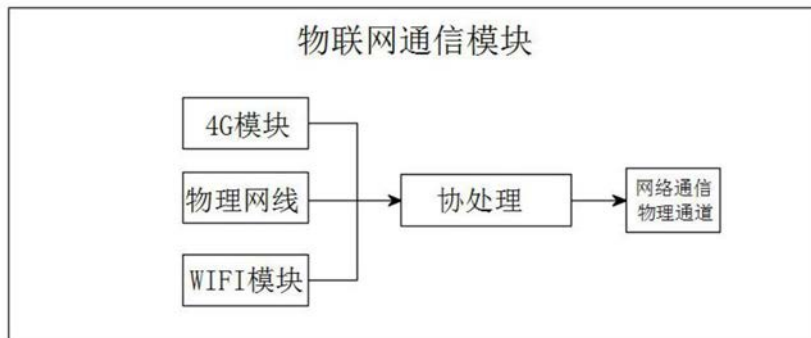 物联网通信模块
4G模块
物理网线
WIFI模块
协处理
网络通信
物理通道